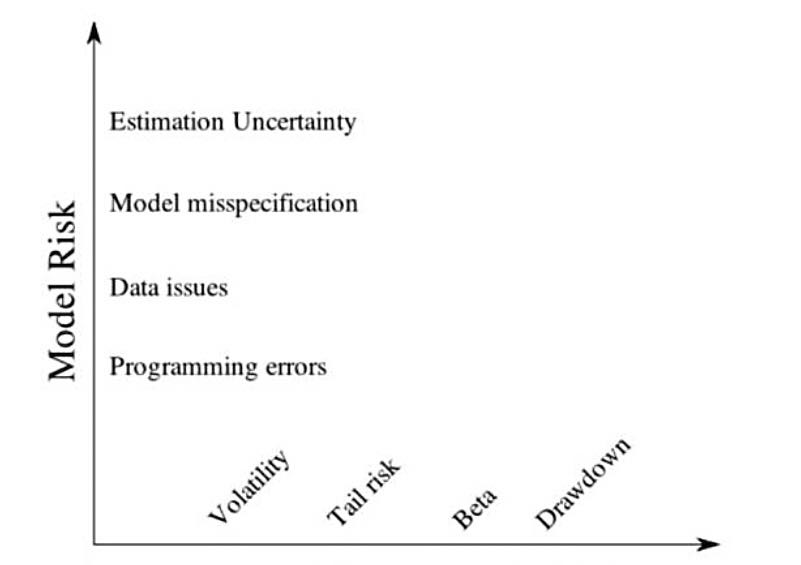 Estimation Uncertainty
Model misspecification
Data issues
Programming errors
Model Risk
Volatility
Tail risk
Beta
Drawdown